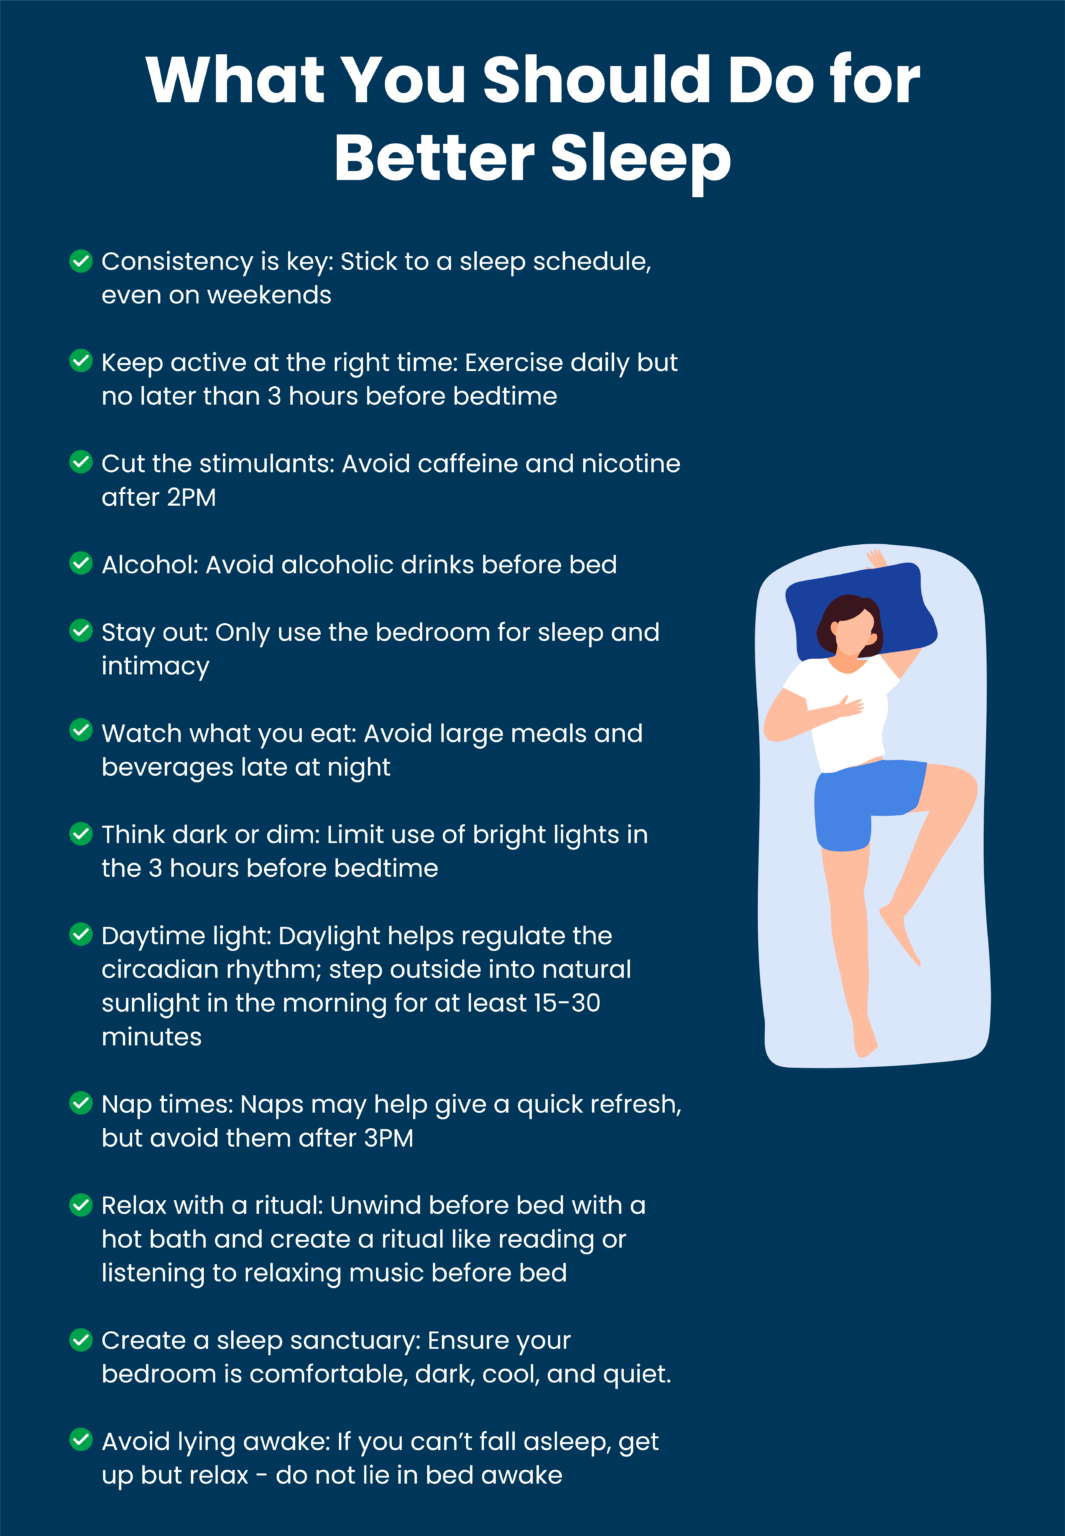 What You Should Do for
Better Sleep
Consistency is key: Stick to a sleep schedule,
even on weekends
Keep active at the right time: Exercise daily but
no later than 3 hours before bedtime
Cut the stimulants: Avoid caffeine and nicotine
after 2PM
Alcohol: Avoid alcoholic drinks before bed
Stay out: Only use the bedroom for sleep and
intimacy
Watch what you eat: Avoid large meals and
beverages late at night
Think dark or dim: Limit use of bright lights in
the 3 hours before bedtime
Daytime light: Daylight helps regulate the
circadian rhythm; step outside into natural
sunlight in the morning for at least 15-30
minutes
Nap times: Naps may help give a quick refresh,
but avoid them after 3PM
Relax with a ritual: Unwind before bed with a
hot bath and create a ritual like reading or
listening to relaxing music before bed
Create a sleep sanctuary: Ensure your
bedroom is comfortable, dark, cool, and quiet.
Avoid lying awake: If you can’t fall asleep, get
up but relax - do not lie in bed awake